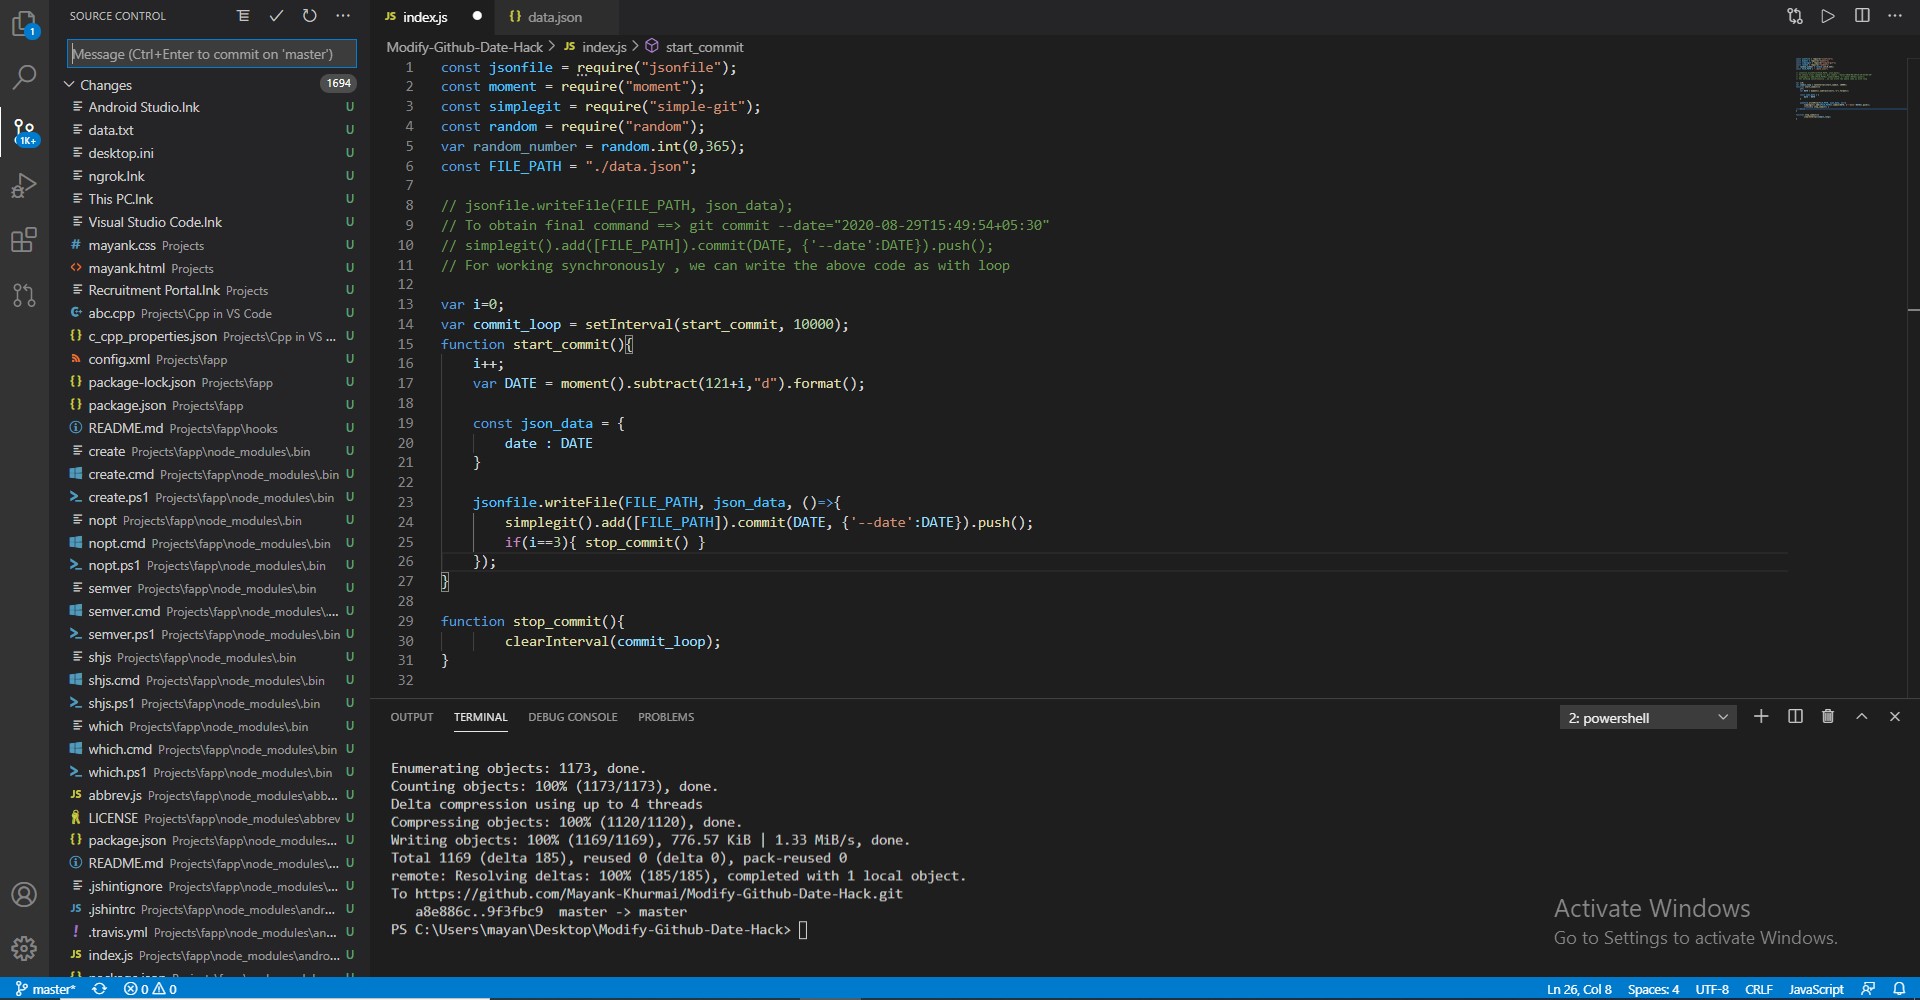 SOURCE CONTROL
1
Message (Ctrl+Enter to commit on 'master')
Changes 1694
Android Studio.lnk U
data.txt U
desktop.ini U
ngrok.lnk U
This PC.lnk U
Visual Studio Code.lnk U
# mayank.css Projects U
<> mayank.html Projects U
Recruitment Portal.lnk Projects U
abc.cpp Projects\Cpp in VS Code U
{} c_cpp_properties.json Projects\Cpp in VS ... U
config.xml Projects\fapp U
{} package-lock.json Projects\fapp U
{} package.json Projects\fapp U
README.md Projects\fapp\hooks U
create Projects\fapp\node_modules\.bin U
create.cmd Projects\fapp\node_modules\.bin U
create.ps1 Projects\fapp\node_modules\.bin U
nopt Projects\fapp\node_modules\.bin U
nopt.cmd Projects\fapp\node_modules\.bin U
nopt.ps1 Projects\fapp\node_modules\.bin U
semver Projects\fapp\node_modules\.bin U
semver.cmd Projects\fapp\node_modules\.... U
semver.ps1 Projects\fapp\node_modules\.bin U
shjs Projects\fapp\node_modules\.bin U
shjs.cmd Projects\fapp\node_modules\.bin U
shjs.ps1 Projects\fapp\node_modules\.bin U
which Projects\fapp\node_modules\.bin U
which.cmd Projects\fapp\node_modules\.bin U
which.ps1 Projects\fapp\node_modules\.bin U
JS abbrev.js Projects\fapp\node_modules\abb... U
LICENSE Projects\fapp\node_modules\abbrev U
{} package.json Projects\fapp\node_modules... U
README.md Projects\fapp\node_modules\... U
.jshintignore Projects\fapp\node_modules\... U
JS .jshintrc Projects\fapp\node_modules\andr... U
! .travis.yml Projects\fapp\node_modules\an... U
JS index.js Projects\fapp\node_modules\andro... U
1K+
JS index.js
{} data.json
Modify-Github-Date-Hack > JS index.js > start_commit
1 const jsonfile = require("jsonfile");
2 const moment = require("moment");
3 const simplegit = require("simple-git");
4 const random = require("random");
5 var random_number = random.int(0,365);
6 const FILE_PATH = "./data.json";
7
8 // jsonfile.writeFile(FILE_PATH, json_data);
9 // To obtain final command ==> git commit --date="2020-08-29T15:49:54+05:30"
10 // simplegit().add([FILE_PATH]).commit(DATE, {'--date':DATE}).push();
11 // For working synchronously , we can write the above code as with loop
12
13 var i=0;
14 var commit_loop = setInterval(start_commit, 10000);
15 function start_commit(){
16 i++;
17 var DATE = moment().subtract(121+i,"d").format();
18
19 const json_data = {
20 date : DATE
21 }
22
23 jsonfile.writeFile(FILE_PATH, json_data, ()=>{
24 simplegit().add([FILE_PATH]).commit(DATE, {'--date':DATE}).push();
25 if(i==3){ stop_commit() }
26 });
27 }
28
29 function stop_commit(){
30 clearInterval(commit_loop);
31 }
32
OUTPUT TERMINAL DEBUG CONSOLE PROBLEMS
2: powershell
Enumerating objects: 1173, done.
Counting objects: 100% (1173/1173), done.
Delta compression using up to 4 threads
Compressing objects: 100% (1120/1120), done.
Writing objects: 100% (1169/1169), 776.57 KiB | 1.33 MiB/s, done.
Total 1169 (delta 185), reused 0 (delta 0), pack-reused 0
remote: Resolving deltas: 100% (185/185), completed with 1 local object.
To https://github.com/Mayank-Khurmai/Modify-Github-Date-Hack.git
a8e886c..9f3fbc9 master -> master
PS C:\Users\mayan\Desktop\Modify-Github-Date-Hack>
Activate Windows
Go to Settings to activate Windows.
master* 0 0
Ln 26, Col 8 Spaces: 4 UTF-8 CRLF JavaScript